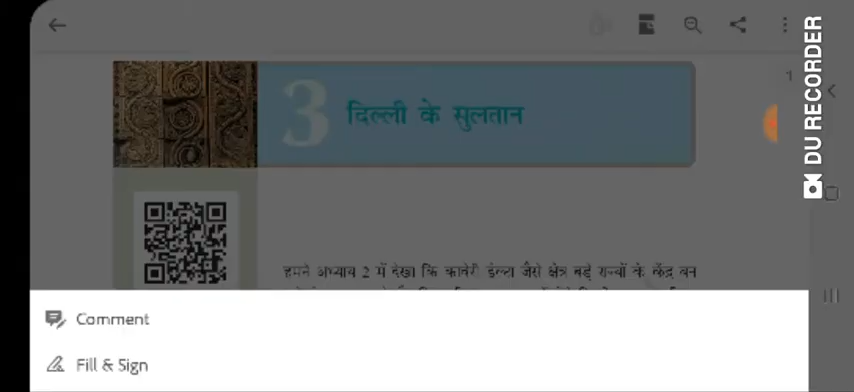 1
3
दिल्ली के सुलतान
हमने अध्याय 2 में देखा कि कावेरी डेल्टा जैसे क्षेत्र बड़े राज्यों के केंद्र बन
Comment
Fill & Sign
DU RECORDER